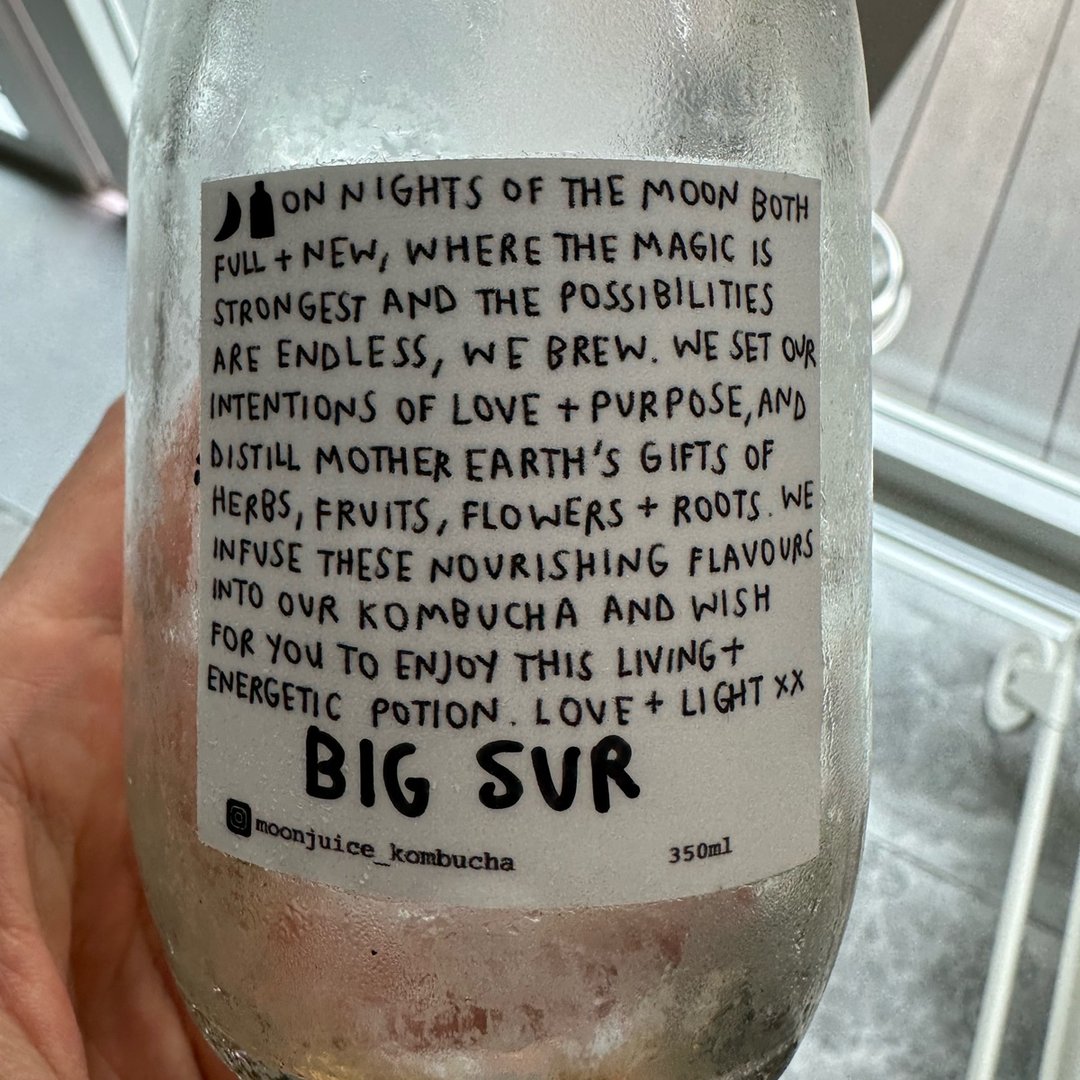 ON NIGHTS OF THE MOON BOTH
FULL + NEW, WHERE THE MAGIC IS
STRONGEST AND THE POSSIBILITIES
ARE ENDLESS, WE BREW. WE SET OUR
INTENTIONS OF LOVE + PURPOSE, AND
DISTILL MOTHER EARTH'S GIFTS OF
HERBS, FRUITS, FLOWERS + ROOTS. WE
INFUSE THESE NOURISHING FLAVOURS
INTO OUR KOMBUCHA AND WISH
FOR YOU TO ENJOY THIS LIVING+
ENERGETIC POTION. LOVE + LIGHT XX
BIG SUR
moonjuice_kombucha 350ml